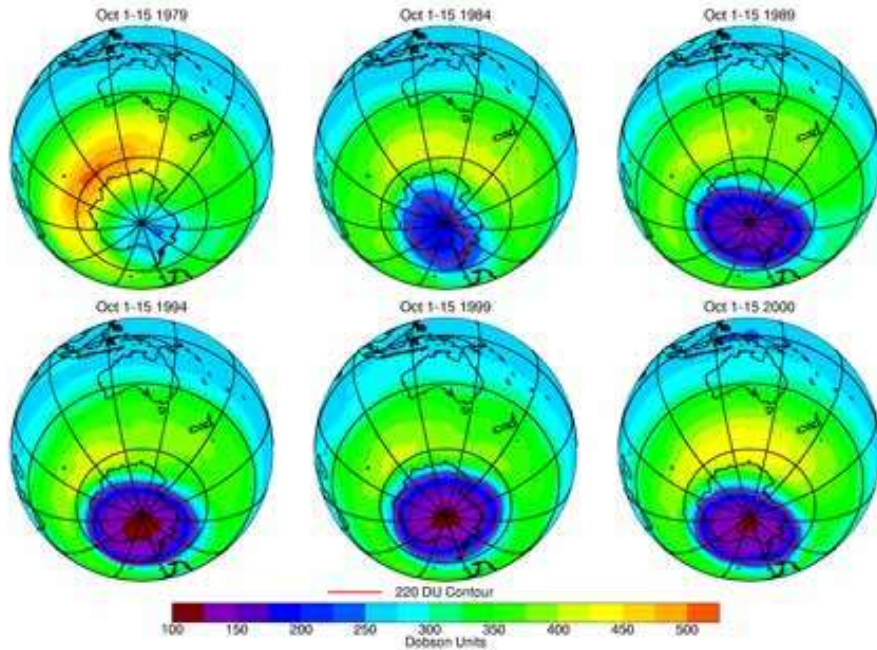 Oct 1-15 1979
Oct 1-15 1984
Oct 1-15 1989
Oct 1-15 1994
Oct 1-15 1999
Oct 1-15 2000
220 DU Contour
100 150 200 250 300 350 400 450 500
Dobson Units